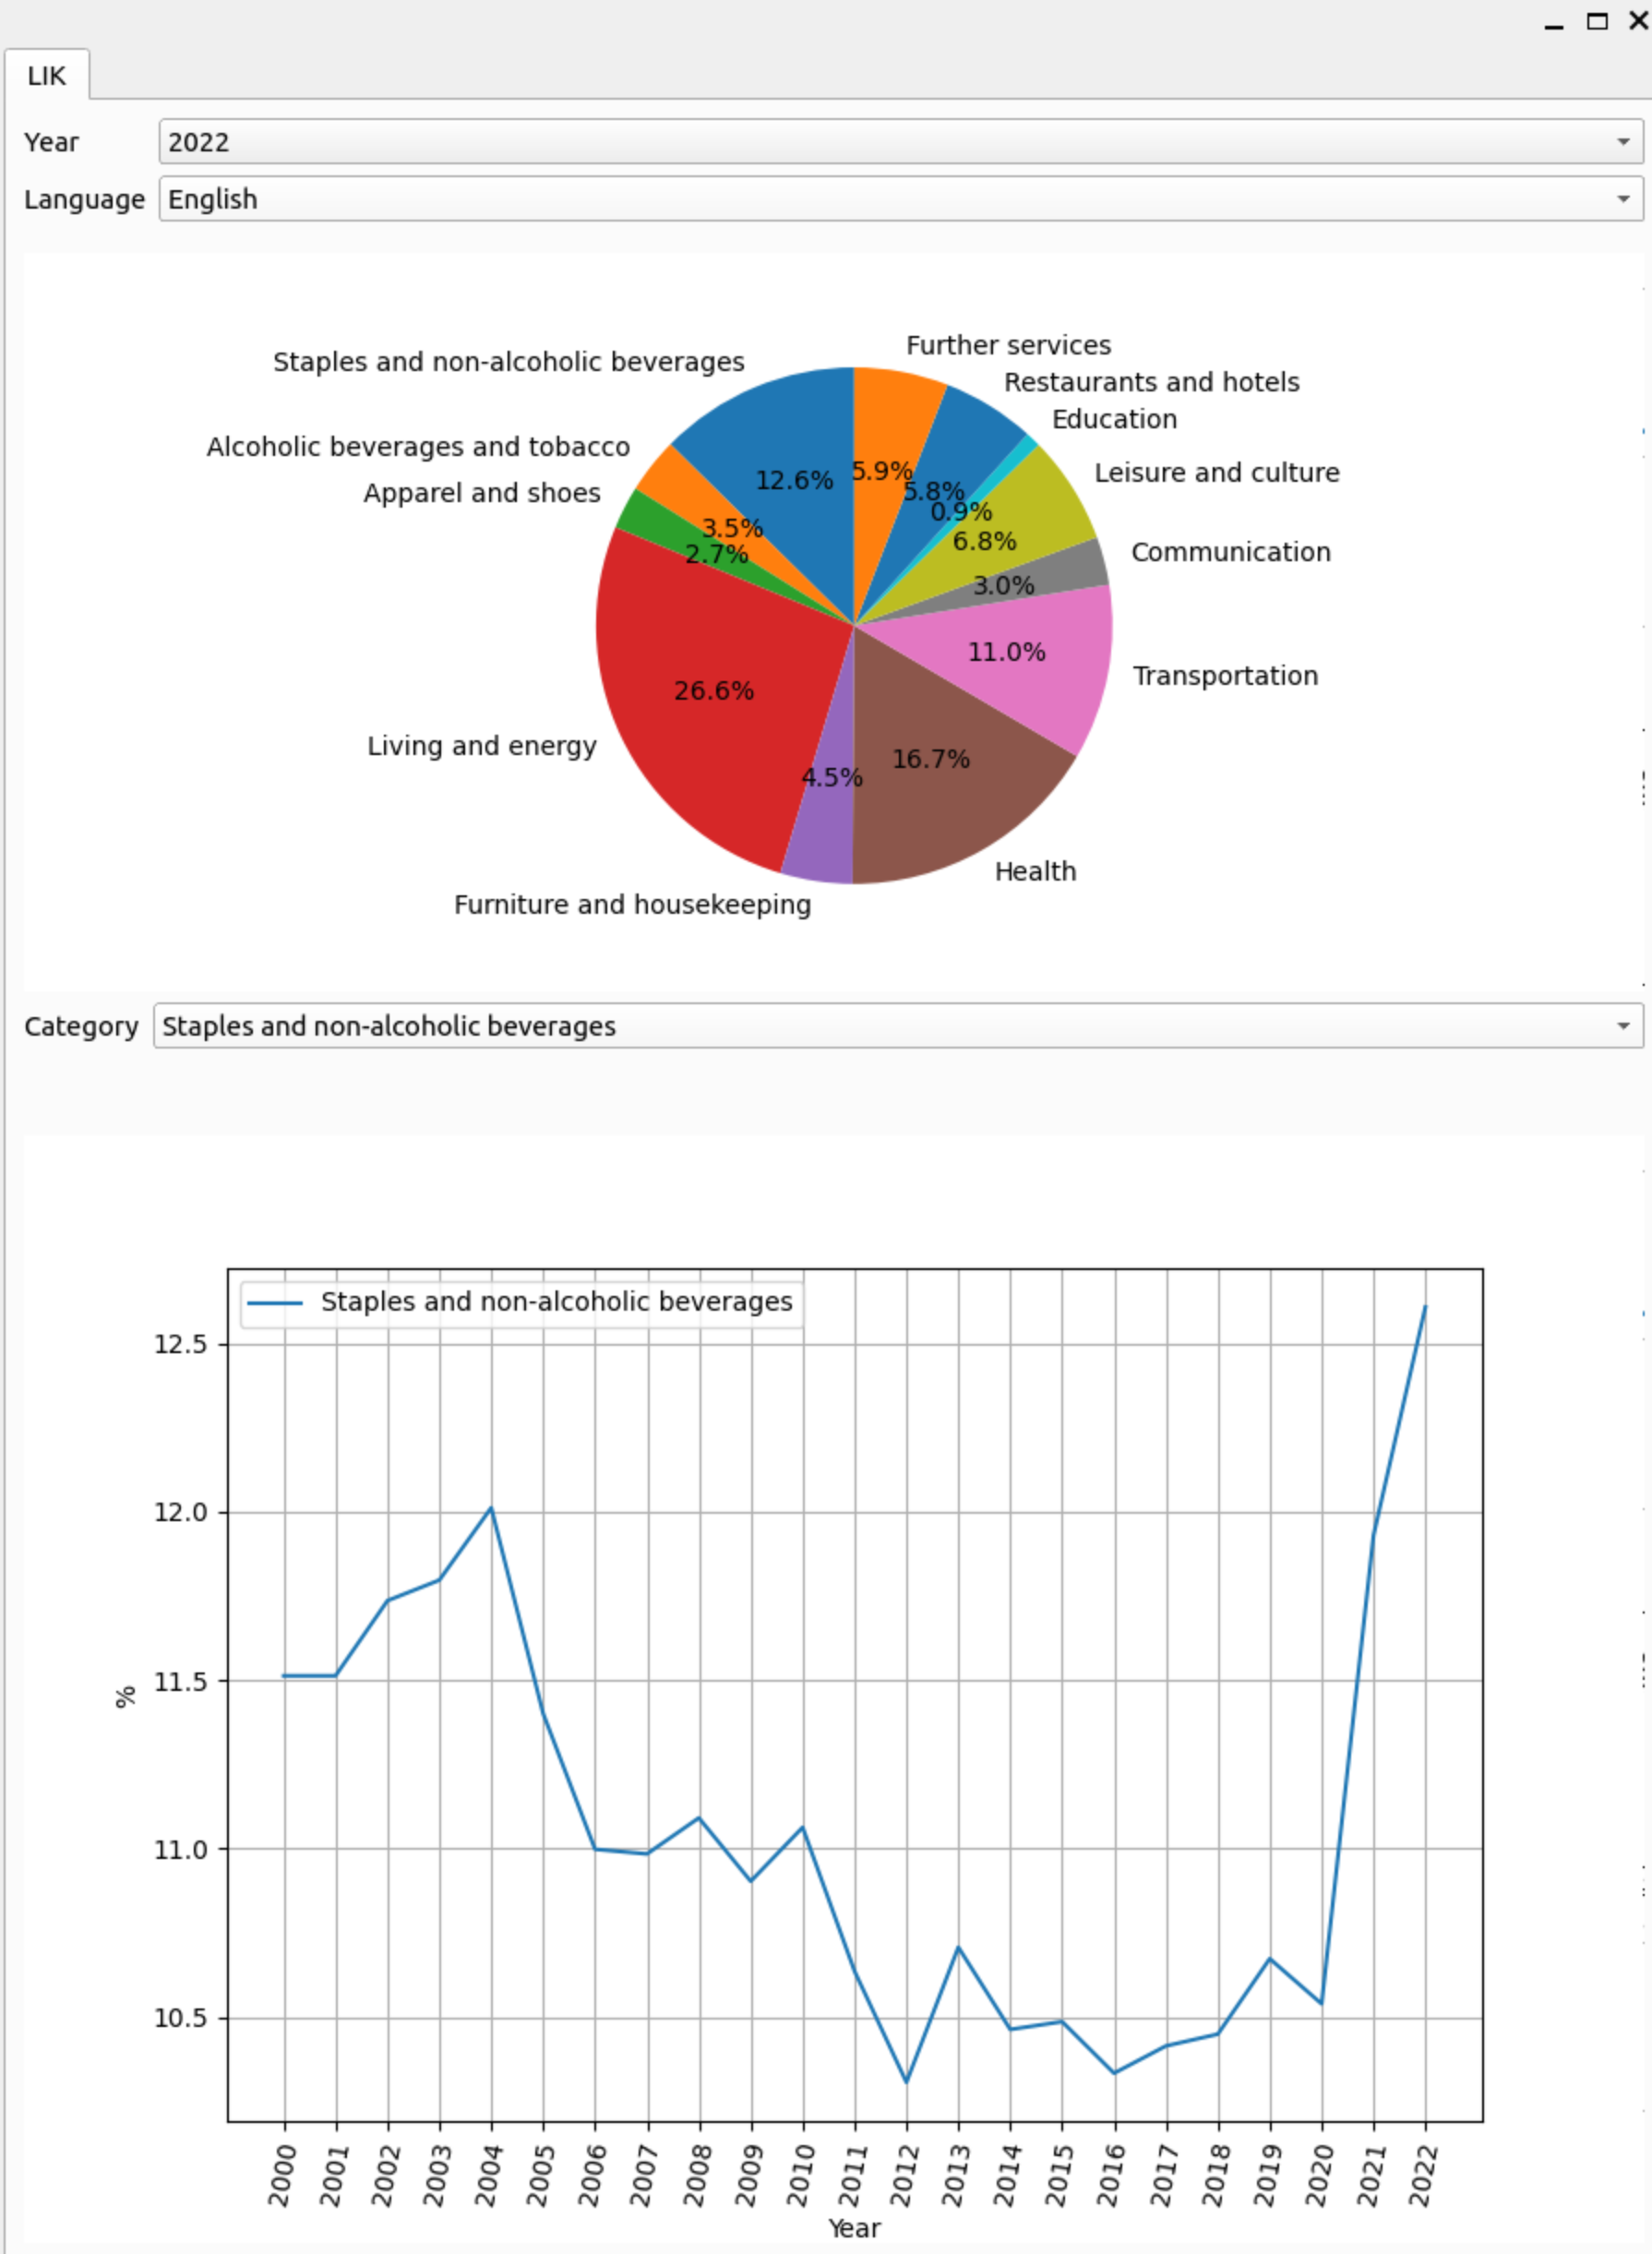 LIK
Year 2022
Language English
Further services
Staples and non-alcoholic beverages
Restaurants and hotels
Education
Alcoholic beverages and tobacco
Leisure and culture
Apparel and shoes
12.6%
5.9%
5.8%
0.9%
3.5%
6.8%
2.7%
Communication
3.0%
11.0%
Transportation
26.6%
Living and energy
16.7%
4.5%
Health
Furniture and housekeeping
Category Staples and non-alcoholic beverages
Staples and non-alcoholic beverages
12.5
12.0
11.5
%
11.0
10.5
2000 2001 2002 2003 2004 2005 2006 2007 2008 2009 2010 2011 2012 2013 2014 2015 2016 2017 2018 2019 2020 2021 2022
Year